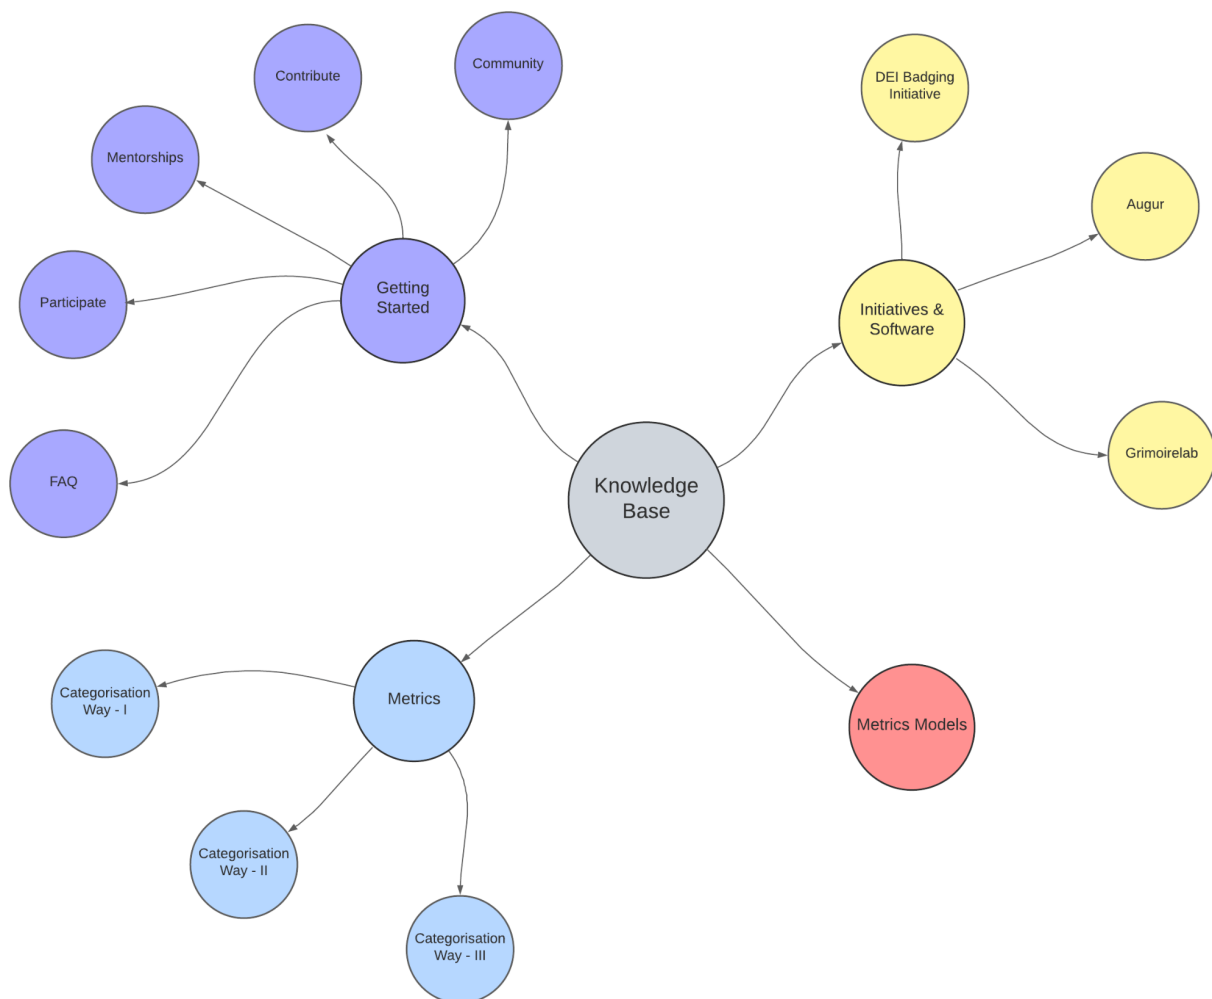 Community
Contribute
DEI Badging
Initiative
Mentorships
Augur
Getting
Started
Participate
Initiatives &
Software
Grimoirelab
FAQ
Knowledge
Base
Categorisation
Way - I
Metrics
Metrics Models
Categorisation
Way - II
Categorisation
Way - III